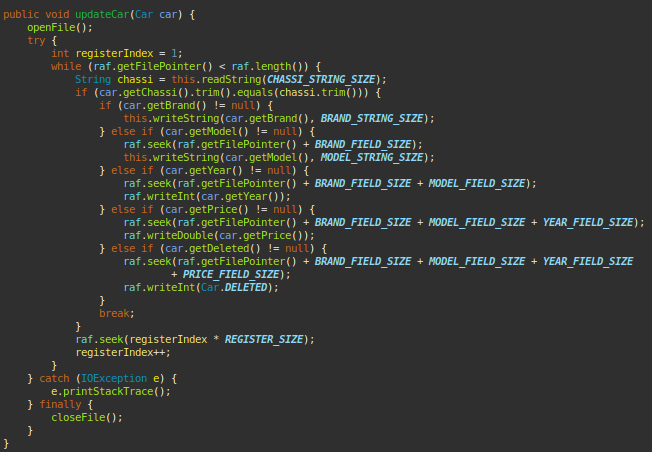 public void updateCar(Car car) {
    openFile();
    try {
        int registerIndex = 1;
        while (raf.getFilePointer() < raf.length()) {
            String chassi = this.readString(CHASSI_STRING_SIZE);
            if (car.getChassi().trim().equals(chassi.trim())) {
                if (car.getBrand() != null) {
                    this.writeString(car.getBrand(), BRAND_STRING_SIZE);
                } else if (car.getModel() != null) {
                    raf.seek(raf.getFilePointer() + BRAND_FIELD_SIZE);
                    this.writeString(car.getModel(), MODEL_STRING_SIZE);
                } else if (car.getYear() != null) {
                    raf.seek(raf.getFilePointer() + BRAND_FIELD_SIZE + MODEL_FIELD_SIZE);
                    raf.writeInt(car.getYear());
                } else if (car.getPrice() != null) {
                    raf.seek(raf.getFilePointer() + BRAND_FIELD_SIZE + MODEL_FIELD_SIZE + YEAR_FIELD_SIZE);
                    raf.writeDouble(car.getPrice());
                } else if (car.getDeleted() != null) {
                    raf.seek(raf.getFilePointer() + BRAND_FIELD_SIZE + MODEL_FIELD_SIZE + YEAR_FIELD_SIZE
                            + PRICE_FIELD_SIZE);
                    raf.writeInt(Car.DELETED);
                }
                break;
            }
            raf.seek(registerIndex * REGISTER_SIZE);
            registerIndex++;
        }
    } catch (IOException e) {
        e.printStackTrace();
    } finally {
        closeFile();
    }
}